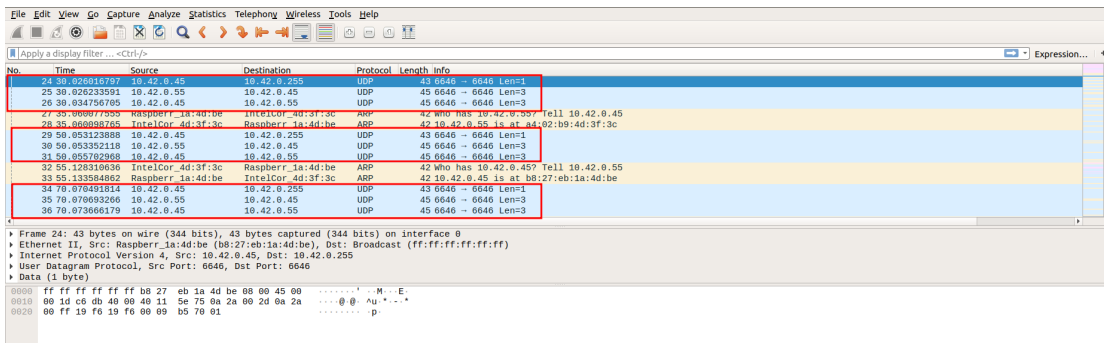 File Edit View Go Capture Analyze Statistics Telephony Wireless Tools Help
Apply a display filter ... <Ctrl-/> Expression... +
No. Time Source Destination Protocol Length Info
24 30.026016797 10.42.0.45 10.42.0.255 UDP 43 6646 → 6646 Len=1
25 30.026233591 10.42.0.55 10.42.0.45 UDP 45 6646 → 6646 Len=3
26 30.034756705 10.42.0.45 10.42.0.55 UDP 45 6646 → 6646 Len=3
27 35.060077555 Raspberr_1a:4d:be IntelCor_4d:3f:3c ARP 42 Who has 10.42.0.55? Tell 10.42.0.45
28 35.060098765 IntelCor_4d:3f:3c Raspberr_1a:4d:be ARP 42 10.42.0.55 is at a4:02:b9:4d:3f:3c
29 50.053123888 10.42.0.45 10.42.0.255 UDP 43 6646 → 6646 Len=1
30 50.053352118 10.42.0.55 10.42.0.45 UDP 45 6646 → 6646 Len=3
31 50.055702968 10.42.0.45 10.42.0.55 UDP 45 6646 → 6646 Len=3
32 55.128310636 IntelCor_4d:3f:3c Raspberr_1a:4d:be ARP 42 Who has 10.42.0.45? Tell 10.42.0.55
33 55.133584862 Raspberr_1a:4d:be IntelCor_4d:3f:3c ARP 42 10.42.0.45 is at b8:27:eb:1a:4d:be
34 70.070491814 10.42.0.45 10.42.0.255 UDP 43 6646 → 6646 Len=1
35 70.070693266 10.42.0.55 10.42.0.45 UDP 45 6646 → 6646 Len=3
36 70.073666179 10.42.0.45 10.42.0.55 UDP 45 6646 → 6646 Len=3
Frame 24: 43 bytes on wire (344 bits), 43 bytes captured (344 bits) on interface 0
Ethernet II, Src: Raspberr_1a:4d:be (b8:27:eb:1a:4d:be), Dst: Broadcast (ff:ff:ff:ff:ff:ff)
Internet Protocol Version 4, Src: 10.42.0.45, Dst: 10.42.0.255
User Datagram Protocol, Src Port: 6646, Dst Port: 6646
Data (1 byte)
0000 ff ff ff ff ff ff b8 27 eb 1a 4d be 08 00 45 00 ·······' ··M···E·
0010 00 1d c6 db 40 00 40 11 5e 75 0a 2a 00 2d 0a 2a ····@·@· ^u·*·-·*
0020 00 ff 19 f6 19 f6 00 09 b5 70 01 ········ ·p·